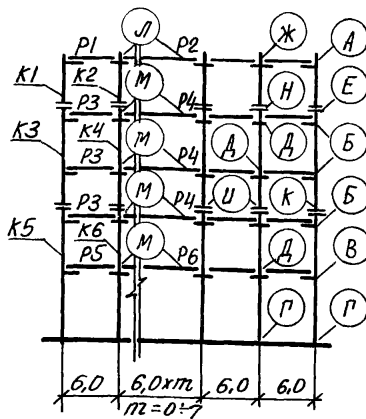 Л
Ж
А
Р1
Р2
К1
К2
М
Н
Е
Р3
Р4
К3
К4
М
Д
Д
Б
Р3
Р4
Р3
М
И
К
Б
Р4
К5
К6
М
Д
В
Р5
Р6
Г
Г
6,0
6,0xm
6,0
6,0
m=0÷7